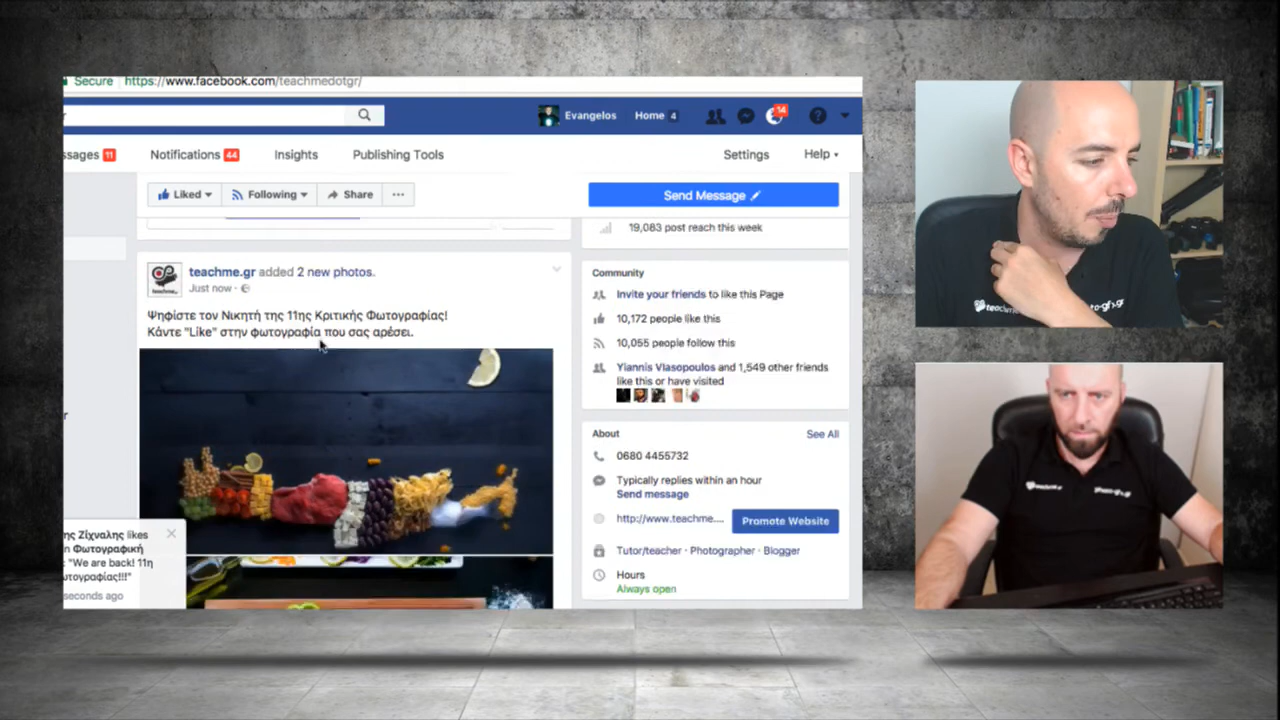 Secure https://www.facebook.com/teachmedotgr/
Evangelos Home 4 14
ssages 11 Notifications 44 Insights Publishing Tools Settings Help
Liked Following Share ... Send Message
19,083 post reach this week
teachme.gr added 2 new photos.
Just now ·
Ψηφίστε τον Νικητή της 11ης Κριτικής Φωτογραφίας!
Κάντε "Like" στην φωτογραφία που σας αρέσει.
Community
Invite your friends to like this Page
10,172 people like this
10,055 people follow this
Yiannis Vlasopoulos and 1,549 other friends
like this or have visited
About See All
0680 4455732
Typically replies within an hour
Send message
http://www.teachme.... Promote Website
Tutor/teacher · Photographer · Blogger
Hours
Always open
ης Ζίχναλης likes
n Φωτογραφική
: "We are back! 11η
ωτογραφίας!!!"
seconds ago